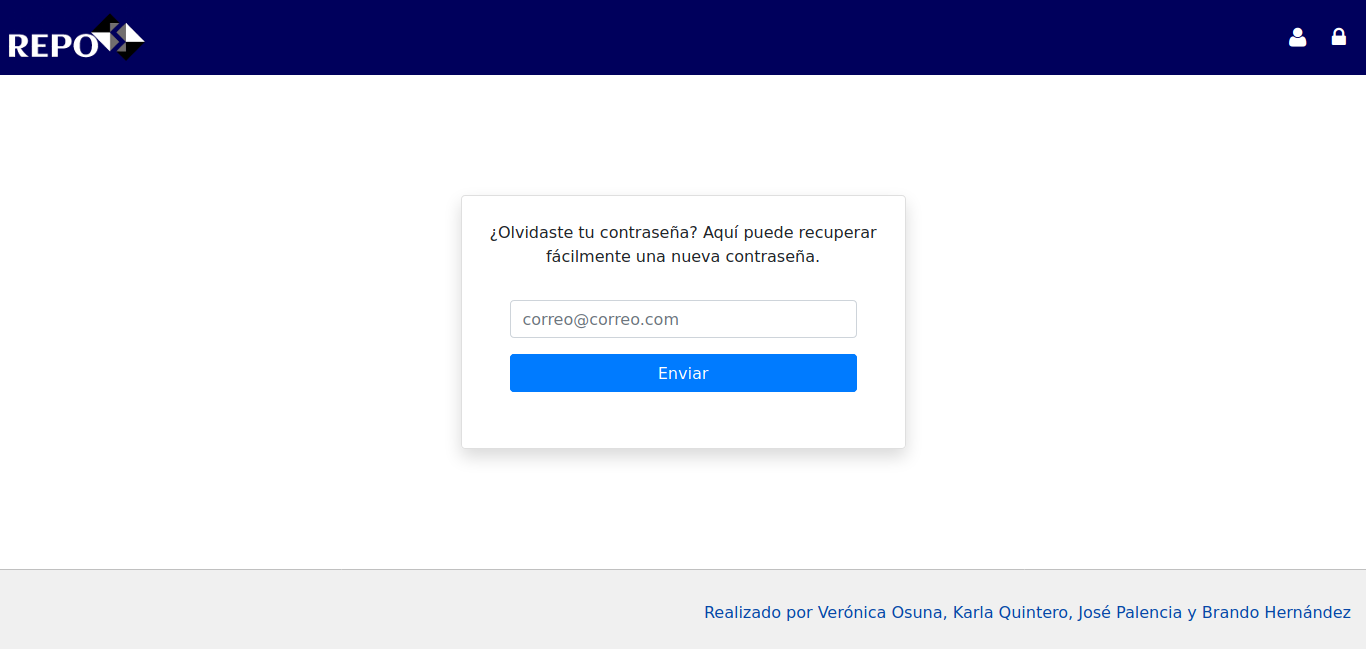 REPO
¿Olvidaste tu contraseña? Aquí puede recuperar
fácilmente una nueva contraseña.
correo@correo.com
Enviar
Realizado por Verónica Osuna, Karla Quintero, José Palencia y Brando Hernández